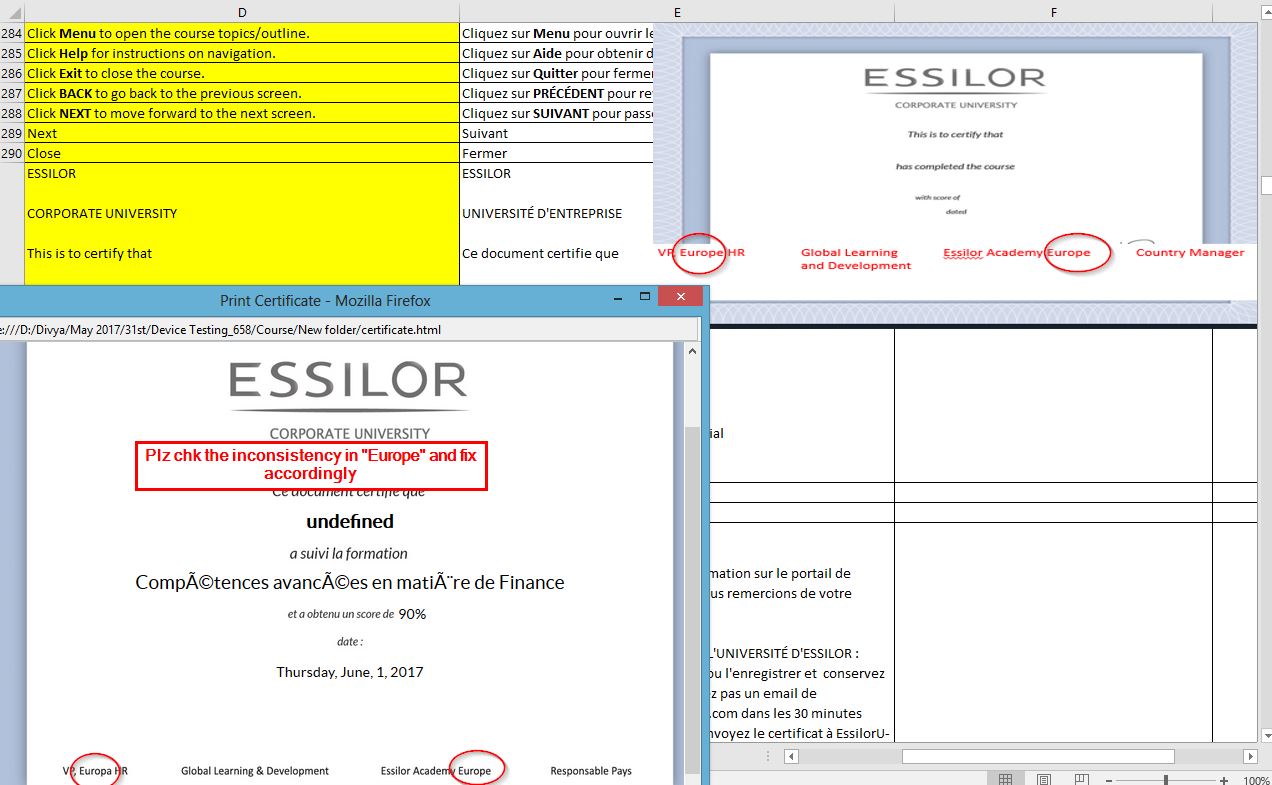 D E F
284 Click Menu to open the course topics/outline. Cliquez sur Menu pour ouvrir le
285 Click Help for instructions on navigation. Cliquez sur Aide pour obtenir d
286 Click Exit to close the course. Cliquez sur Quitter pour fermer
287 Click BACK to go back to the previous screen. Cliquez sur PRÉCÉDENT pour re
288 Click NEXT to move forward to the next screen. Cliquez sur SUIVANT pour pass
289 Next Suivant
290 Close Fermer
ESSILOR ESSILOR
CORPORATE UNIVERSITY UNIVERSITÉ D'ENTREPRISE
This is to certify that Ce document certifie que
ESSILOR
CORPORATE UNIVERSITY
This is to certify that
has completed the course
with score of
dated
VP, Europe HR Global Learning Essilor Academy Europe Country Manager
and Development
Print Certificate - Mozilla Firefox
e:///D:/Divya/May 2017/31st/Device Testing_658/Course/New folder/certificate.html
ESSILOR
CORPORATE UNIVERSITY
Plz chk the inconsistency in "Europe" and fix
accordingly
Ce document certifie que
undefined
a suivi la formation
CompÃ©tences avancÃ©es en matiÃ¨re de Finance
et a obtenu un score de 90%
date :
Thursday, June, 1, 2017
VP, Europa HR Global Learning & Development Essilor Academy Europe Responsable Pays
ial
mation sur le portail de
us remercions de votre
L'UNIVERSITÉ D'ESSILOR :
ou l'enregistrer et conservez
z pas un email de
.com dans les 30 minutes
nvoyez le certificat à EssilorU-
100%